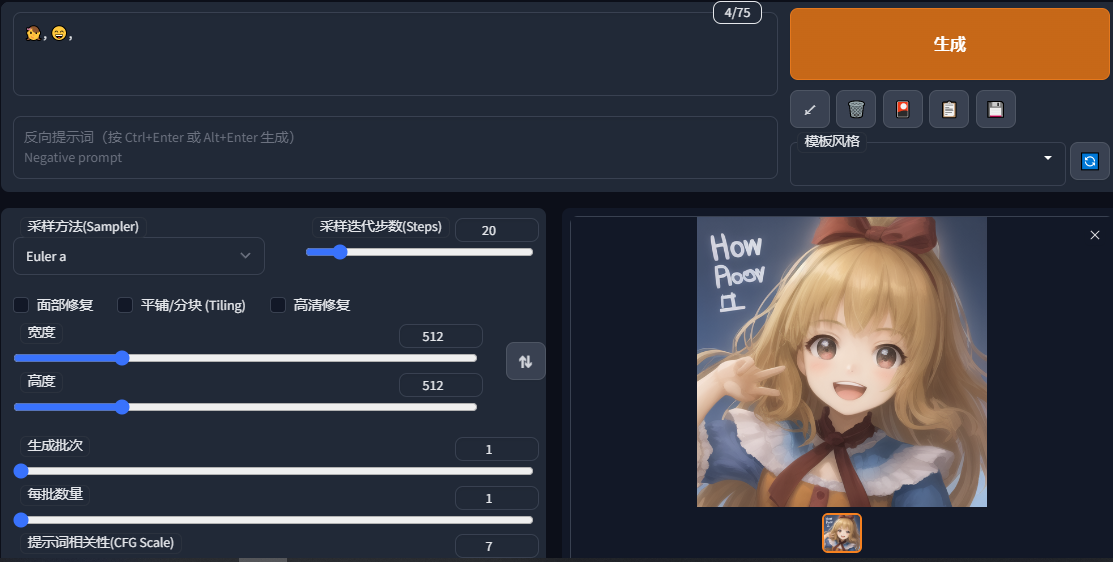 4/75
🙋, 😄,
生成
反向提示词（按 Ctrl+Enter 或 Alt+Enter 生成）
Negative prompt
模板风格
采样方法(Sampler)
采样迭代步数(Steps)
20
Euler a
面部修复
平铺/分块 (Tiling)
高清修复
宽度
512
高度
512
生成批次
1
每批数量
1
提示词相关性(CFG Scale)
7
How